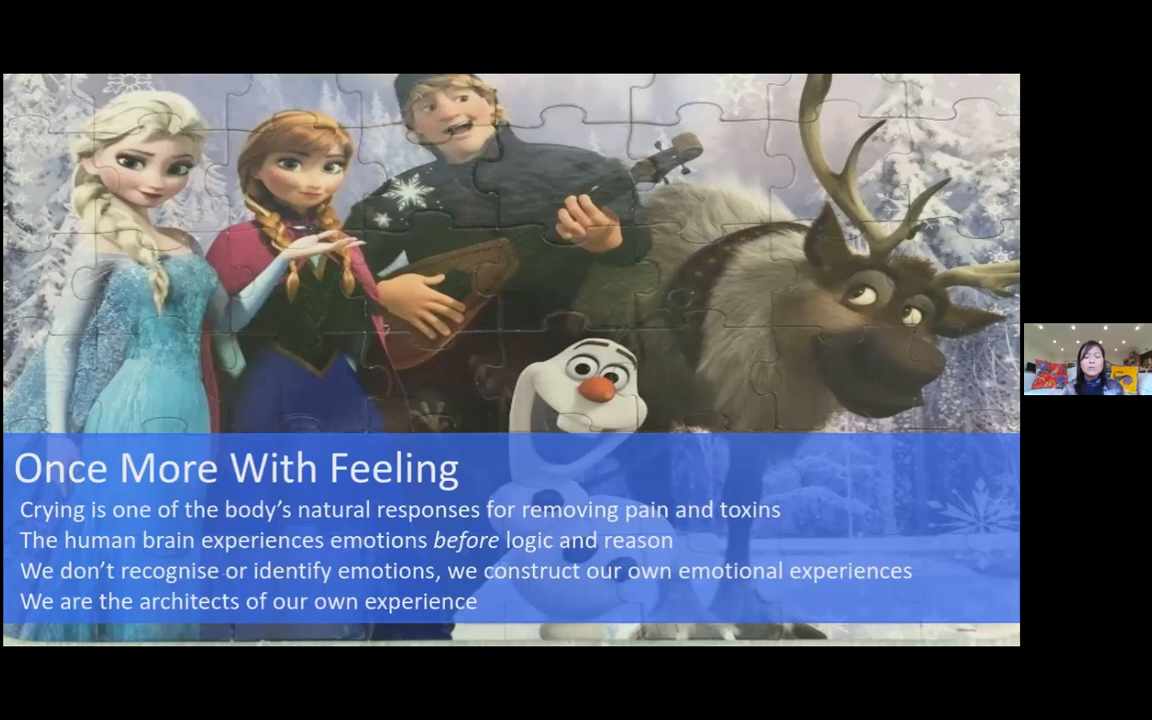 Once More With Feeling
Crying is one of the body’s natural responses for removing pain and toxins
The human brain experiences emotions before logic and reason
We don’t recognise or identify emotions, we construct our own emotional experiences
We are the architects of our own experience